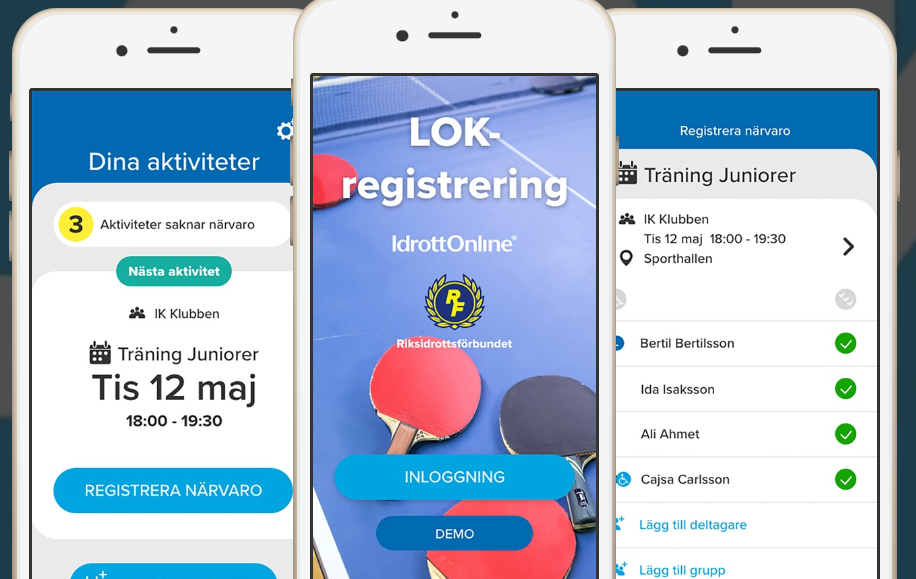 Dina aktiviteter
3 Aktiviteter saknar närvaro
Nästa aktivitet
IK Klubben
Träning Juniorer
Tis 12 maj
18:00 - 19:30
REGISTRERA NÄRVARO
LOK-
registrering
IdrottOnline®
RF
Riksidrottsförbundet
INLOGGNING
DEMO
Registrera närvaro
Träning Juniorer
IK Klubben
Tis 12 maj 18:00 - 19:30
Sporthallen
Bertil Bertilsson
Ida Isaksson
Ali Ahmet
Cajsa Carlsson
Lägg till deltagare
Lägg till grupp